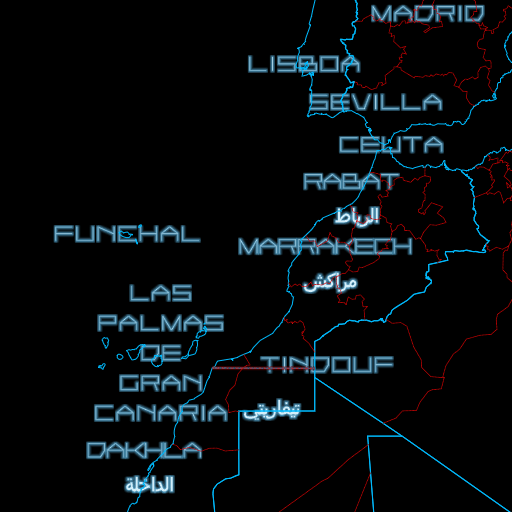 MADRID
LISBOA
SEVILLA
CEUTA
RABAT
الرباط
FUNCHAL
MARRAKECH
مراكش
LAS
PALMAS
DE
GRAN
CANARIA
TINDOUF
تيفاريتي
DAKHLA
الداخلة